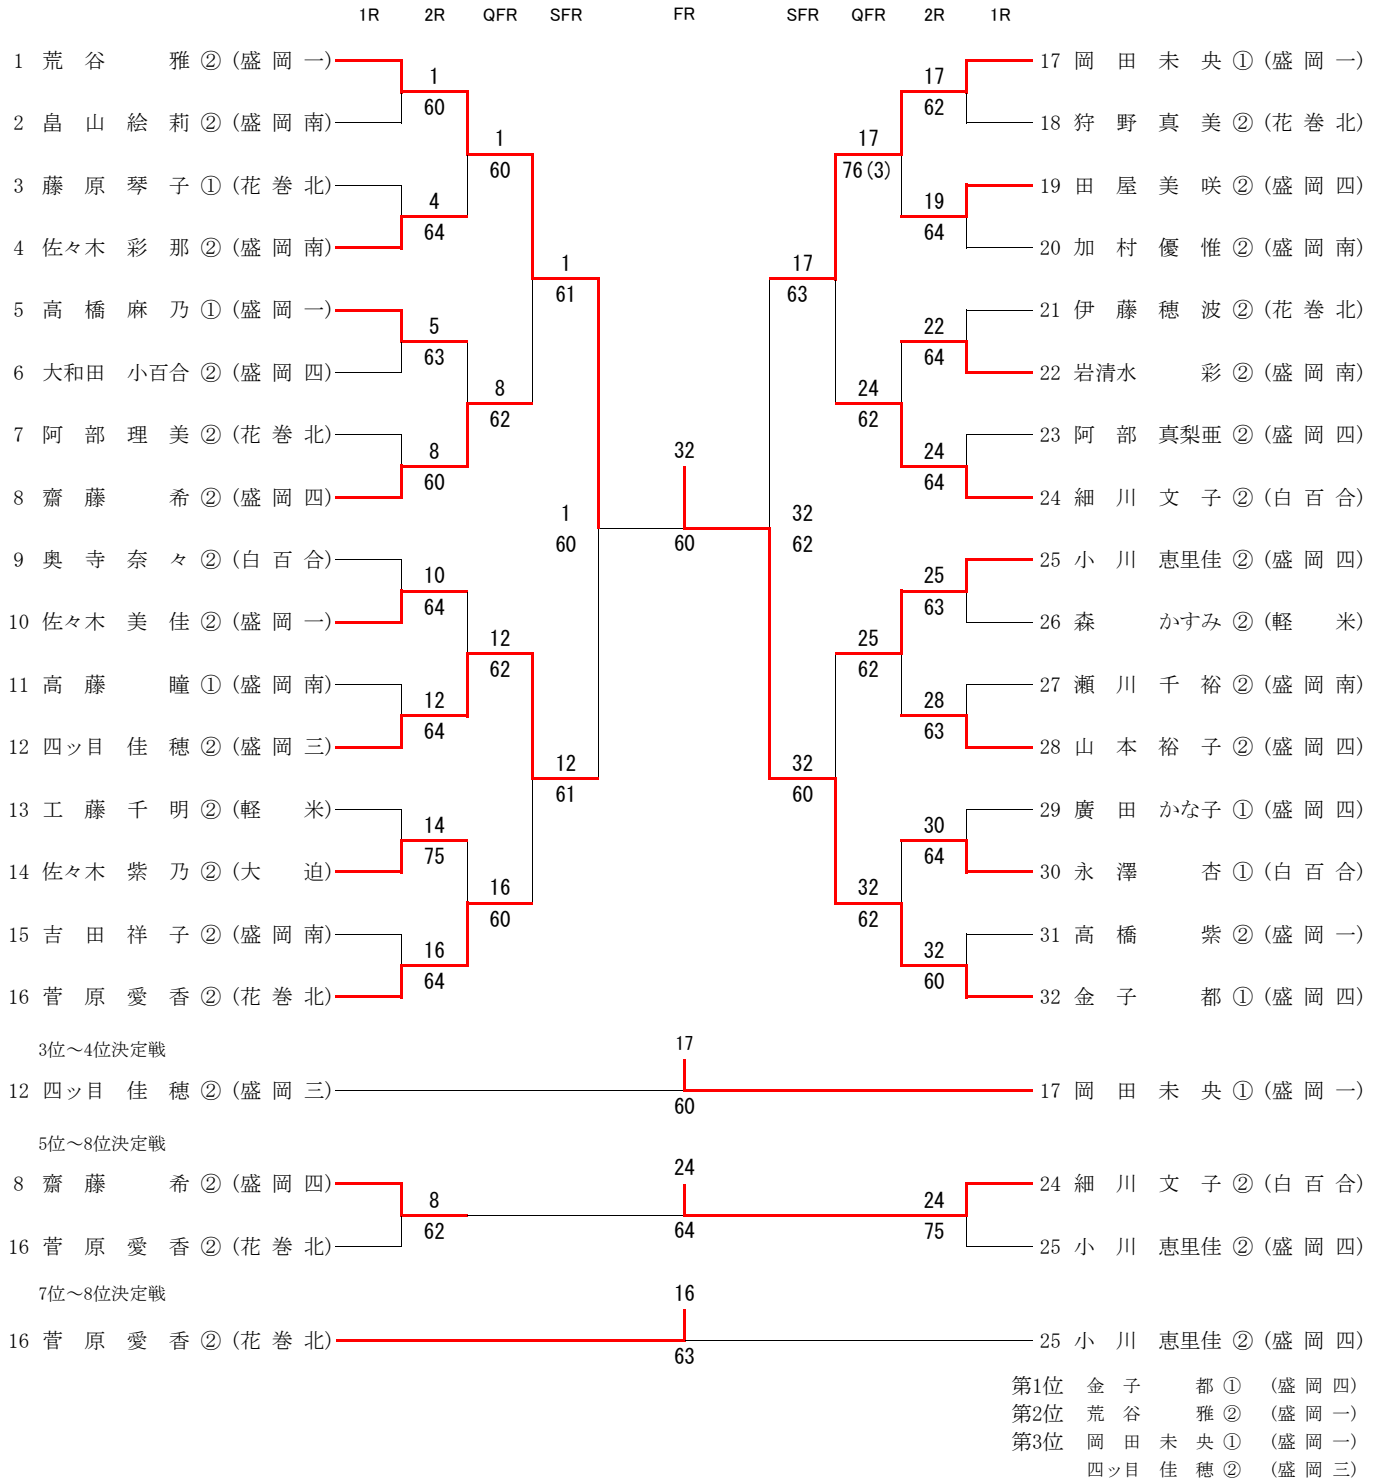 1R 2R QFR SFR FR SFR QFR 2R 1R
1 荒谷 雅 ② (盛岡一) 17 岡田未央 ① (盛岡一)
1 17
60 62
2 畠山絵莉 ② (盛岡南) 18 狩野真美 ② (花巻北)
1 17
60 76(3)
3 藤原琴子 ① (花巻北) 19 田屋美咲 ② (盛岡四)
4 19
64 64
4 佐々木彩那 ② (盛岡南) 20 加村優惟 ② (盛岡南)
1 17
61 63
5 高橋麻乃 ① (盛岡一) 21 伊藤穂波 ② (花巻北)
5 22
63 64
6 大和田小百合 ② (盛岡四) 22 岩清水 彩 ② (盛岡南)
8 24
62 62
7 阿部理美 ② (花巻北) 23 阿部真梨亜 ② (盛岡四)
8 32 24
60 64
8 齋藤 希 ② (盛岡四) 24 細川文子 ② (白百合)
1 32
60 60 62
9 奥寺奈々 ② (白百合) 25 小川恵里佳 ② (盛岡四)
10 25
64 63
10 佐々木美佳 ② (盛岡一) 26 森 かすみ ② (軽米)
12 25
62 62
11 高藤 瞳 ① (盛岡南) 27 瀬川千裕 ② (盛岡南)
12 28
64 63
12 四ッ目佳穂 ② (盛岡三) 28 山本裕子 ② (盛岡四)
12 32
61 60
13 工藤千明 ② (軽米) 29 廣田かな子 ① (盛岡四)
14 30
75 64
14 佐々木紫乃 ② (大迫) 30 永澤 杏 ① (白百合)
16 32
60 62
15 吉田祥子 ② (盛岡南) 31 高橋 紫 ② (盛岡一)
16 32
64 60
16 菅原愛香 ② (花巻北) 32 金子 都 ① (盛岡四)
3位～4位決定戦 17
12 四ッ目佳穂 ② (盛岡三) 17 岡田未央 ① (盛岡一)
60
5位～8位決定戦
24
8 齋藤 希 ② (盛岡四) 24 細川文子 ② (白百合)
8 24
62 64 75
16 菅原愛香 ② (花巻北) 25 小川恵里佳 ② (盛岡四)
7位～8位決定戦 16
16 菅原愛香 ② (花巻北) 25 小川恵里佳 ② (盛岡四)
63
第1位 金子 都 ① (盛岡四)
第2位 荒谷 雅 ② (盛岡一)
第3位 岡田未央 ① (盛岡一)
四ッ目佳穂 ② (盛岡三)